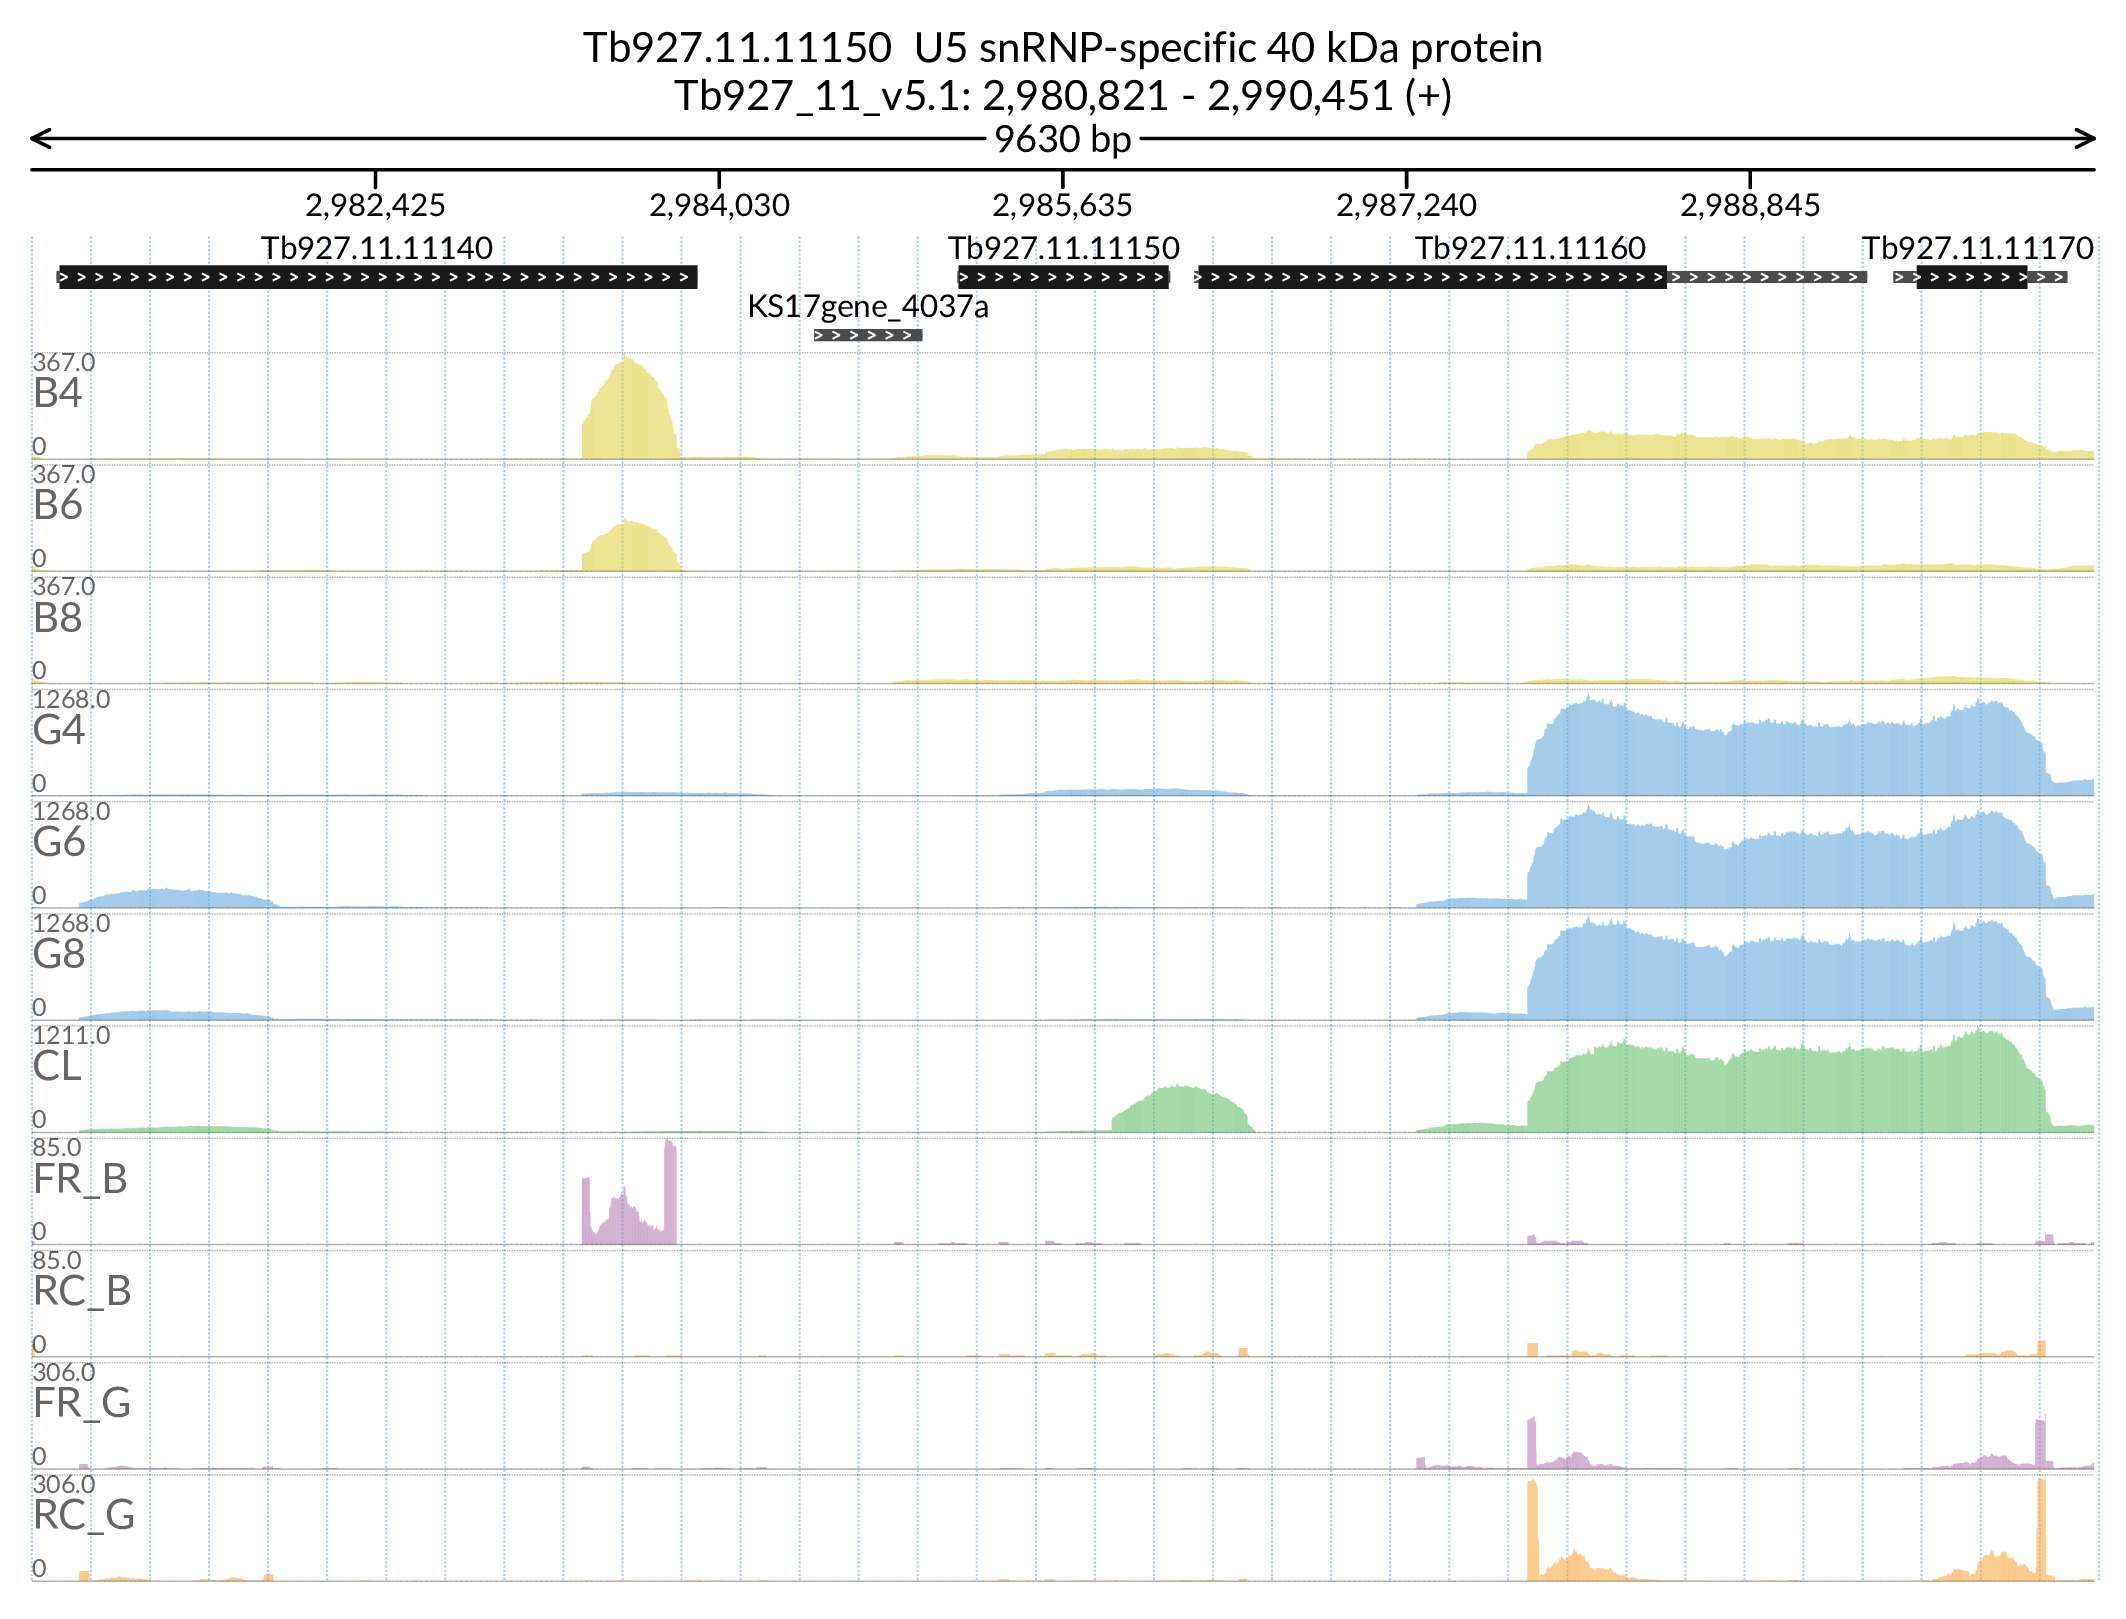 Tb927.11.11150 U5 snRNP-specific 40 kDa protein
Tb927_11_v5.1: 2,980,821 - 2,990,451 (+)
9630 bp
2,982,425 2,984,030 2,985,635 2,987,240 2,988,845
Tb927.11.11140 Tb927.11.11150 Tb927.11.11160 Tb927.11.11170
KS17gene_4037a
367.0
B4
0
367.0
B6
0
367.0
B8
0
1268.0
G4
0
1268.0
G6
0
1268.0
G8
0
1211.0
CL
0
85.0
FR_B
0
85.0
RC_B
0
306.0
FR_G
0
306.0
RC_G
0